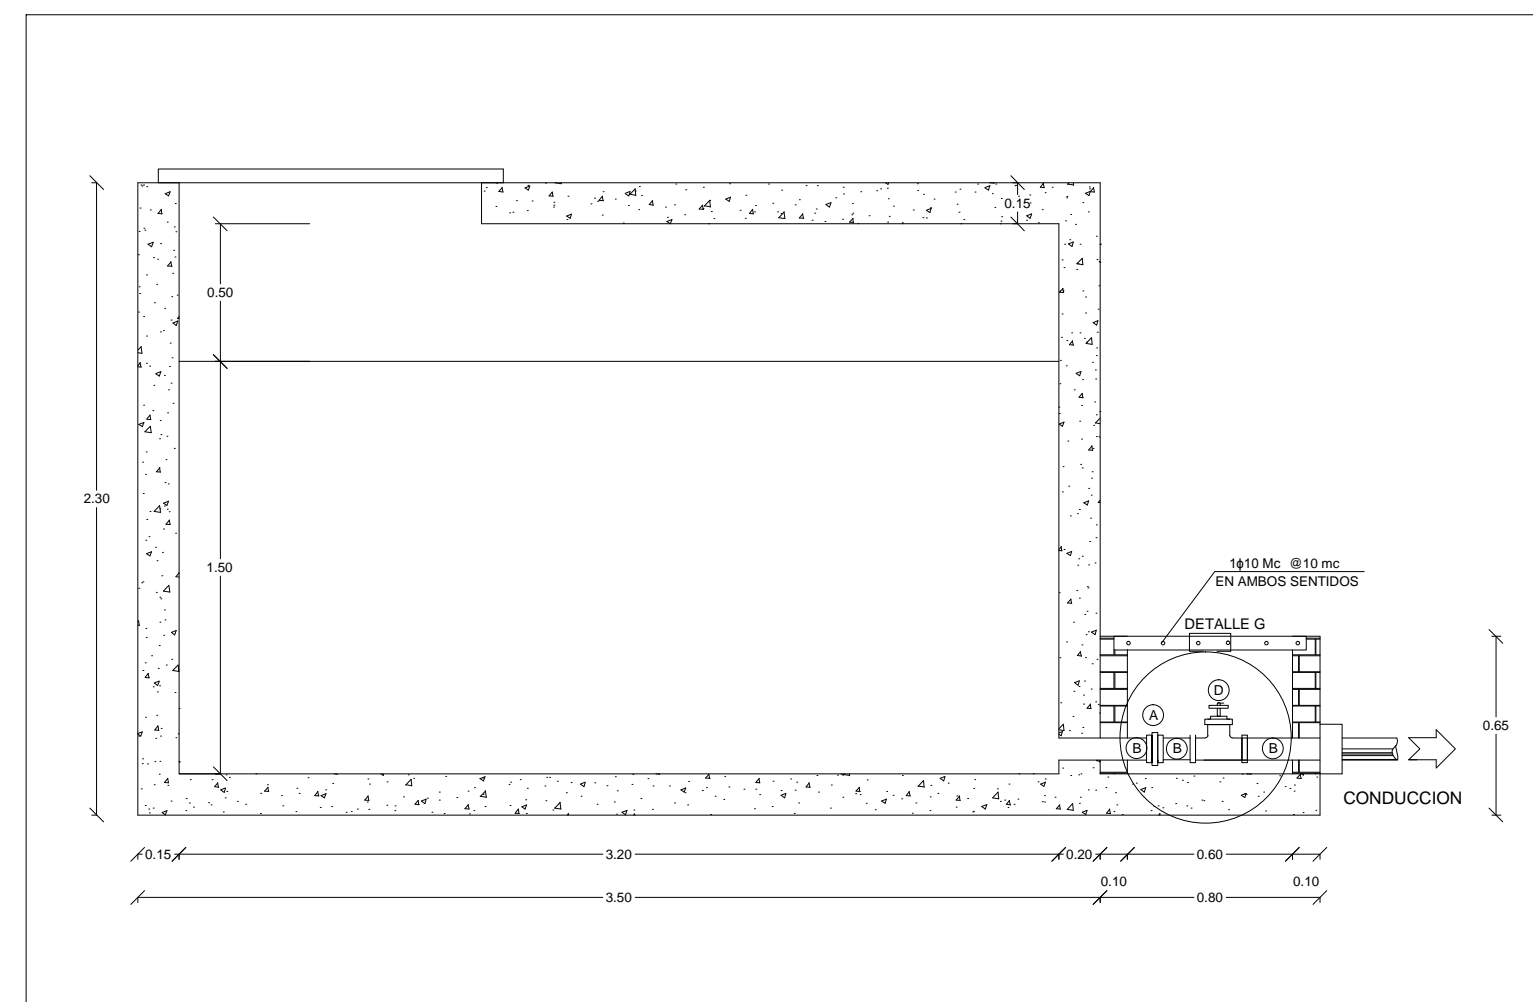 0.15
0.50
2.30
1.50
1ϕ10 Mc @10 mc
EN AMBOS SENTIDOS
DETALLE G
D
A
B
B
B
0.65
CONDUCCION
0.15
3.20
0.20
0.60
0.10
0.10
3.50
0.80